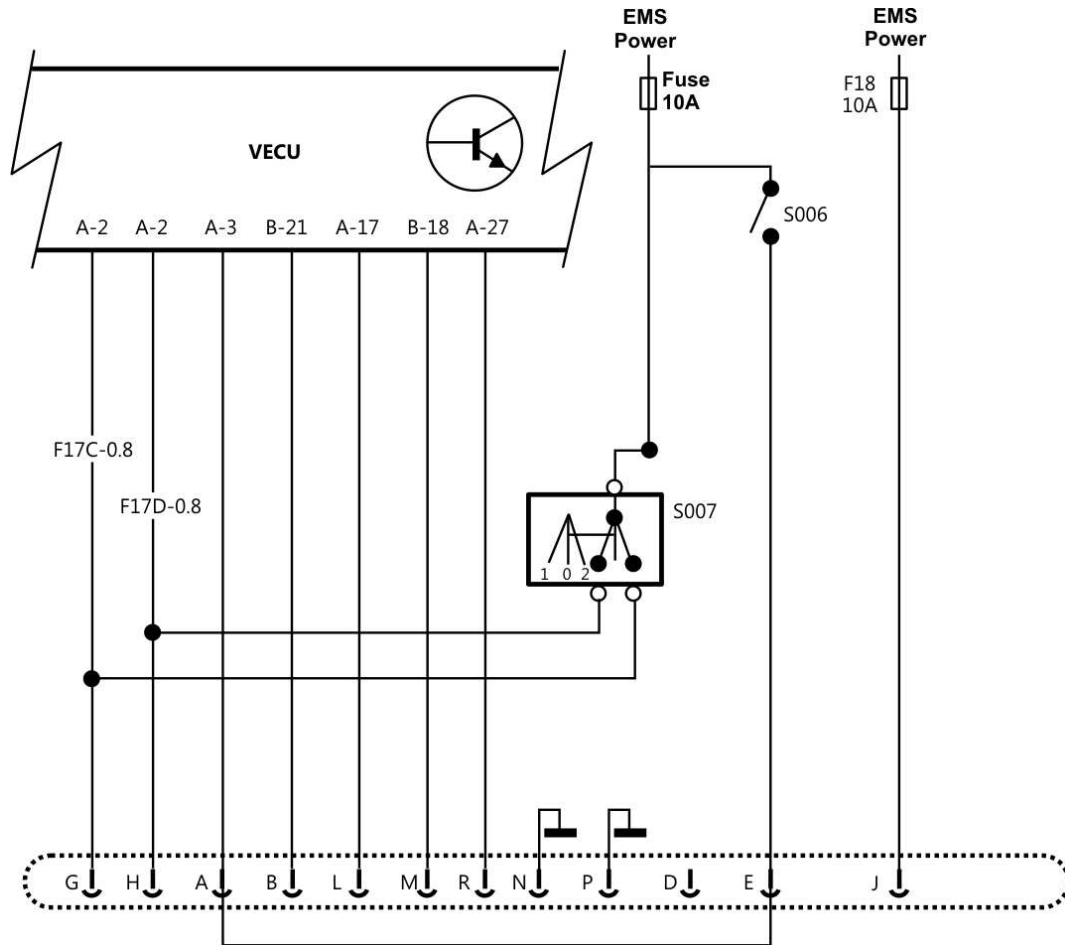 EMS
Power
EMS
Power
Fuse
10A
F18
10A
VECU
S006
A-2 A-2 A-3 B-21 A-17 B-18 A-27
F17C-0.8
F17D-0.8
S007
1 0 2
G H A B L M R N P D E J